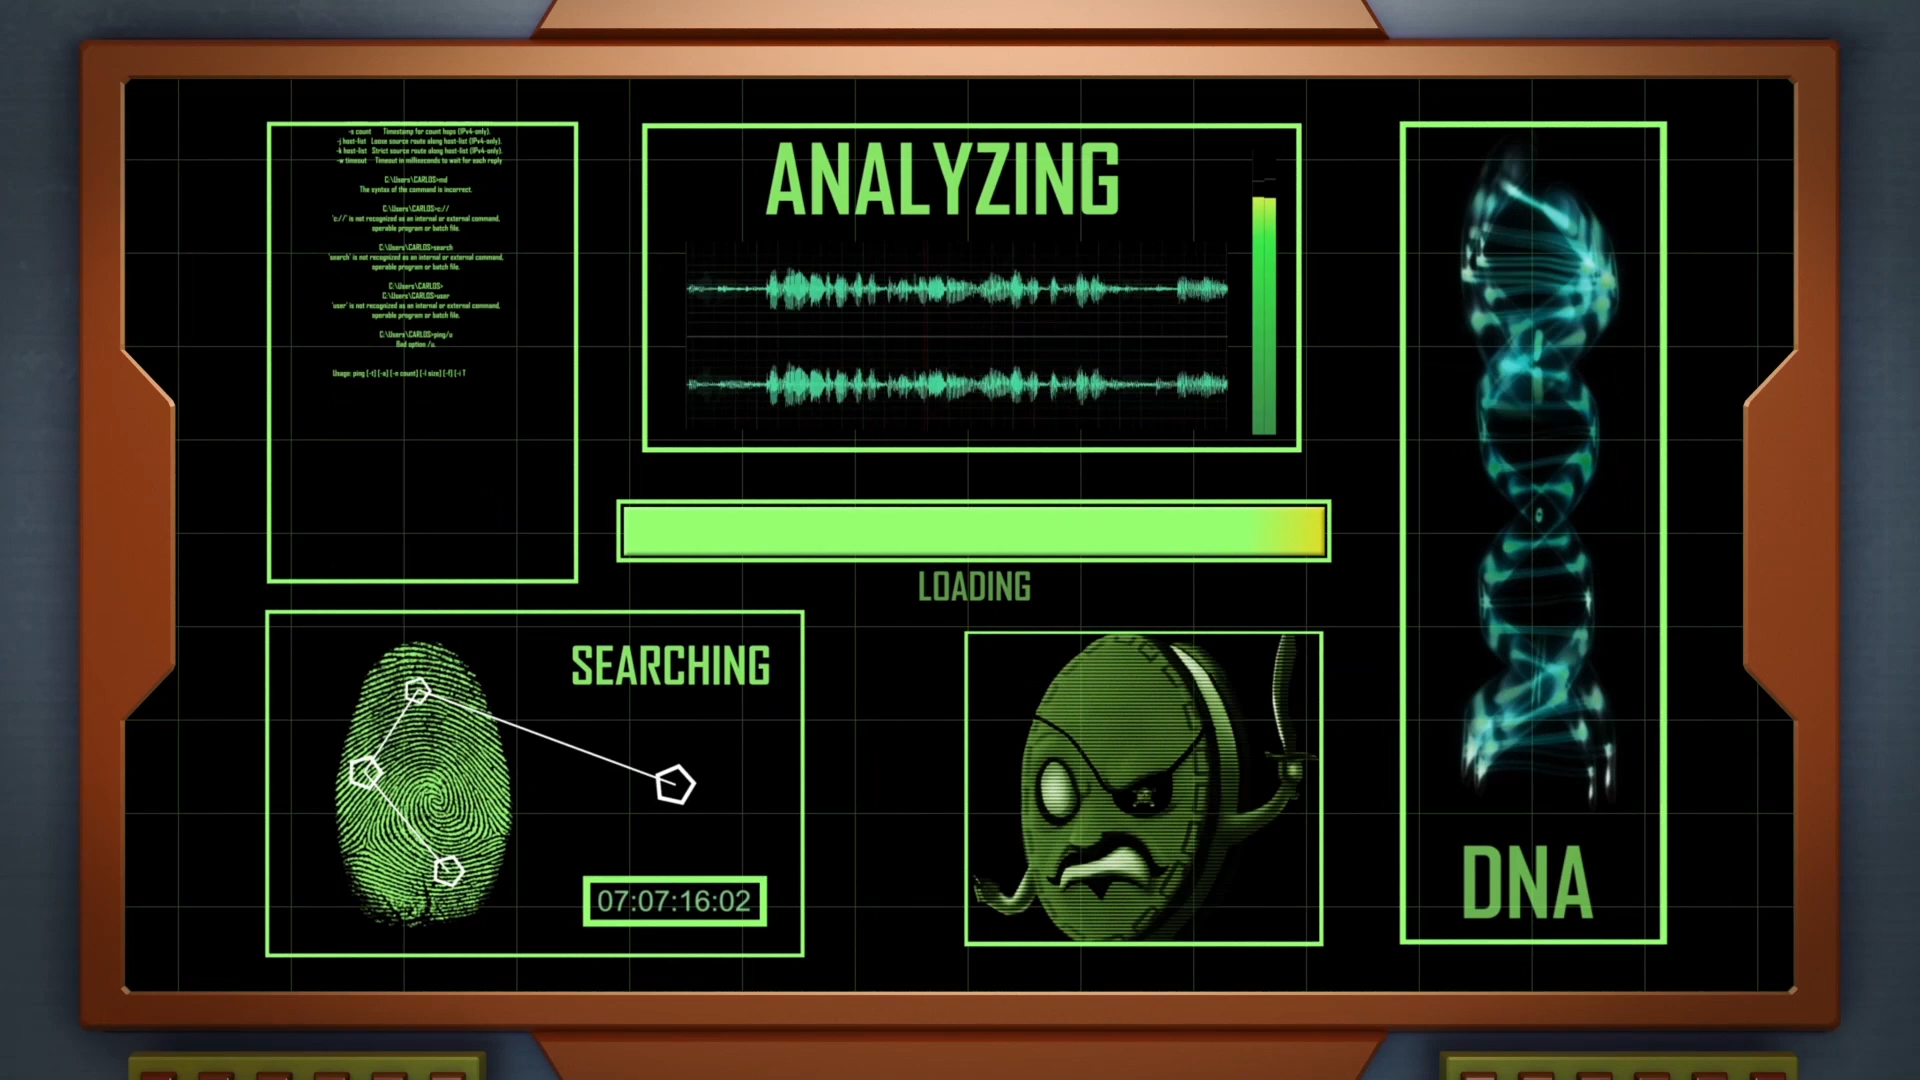 -s count Timestamp for count hops (IPv4-only).
-j host-list Loose source route along host-list (IPv4-only).
-k host-list Strict source route along host-list (IPv4-only).
-w timeout Timeout in milliseconds to wait for each reply
C:\Users\CARLOS>md
The syntax of the command is incorrect.
C:\Users\CARLOS>c://
'c://' is not recognized as an internal or external command,
operable program or batch file.
C:\Users\CARLOS>search
'search' is not recognized as an internal or external command,
operable program or batch file.
C:\Users\CARLOS>
C:\Users\CARLOS>user
'user' is not recognized as an internal or external command,
operable program or batch file.
C:\Users\CARLOS>ping/u
Bad option /u.
Usage: ping [-t] [-a] [-n count] [-l size] [-f] [-i T
ANALYZING
LOADING
SEARCHING
07:07:16:02
DNA